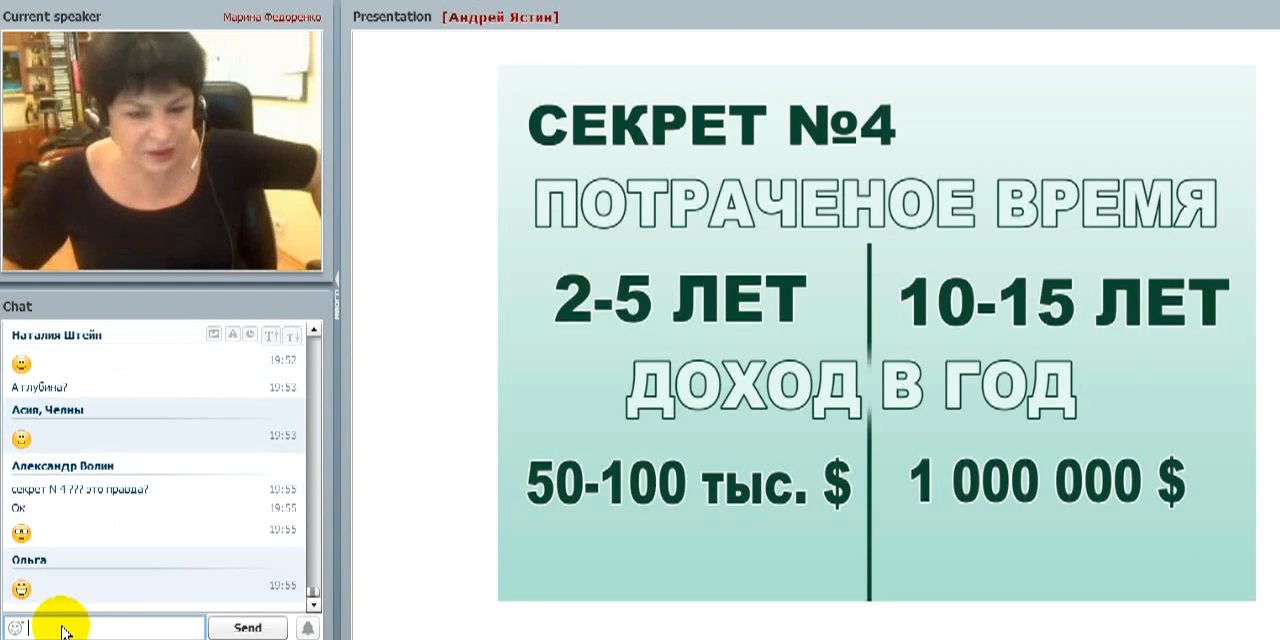 Current speaker
Марина Федоренко
Presentation [Андрей Ястин]
СЕКРЕТ №4
ПОТРАЧЕНОЕ ВРЕМЯ
2-5 ЛЕТ
10-15 ЛЕТ
ДОХОД В ГОД
50-100 тыс. $
1 000 000 $
Chat
Наталия Штейн
19:52
А глубина? 19:53
Асия, Челны
19:53
Александр Волин
секрет N 4 ??? это правда? 19:55
Ок 19:55
19:55
Ольга
19:55
Send